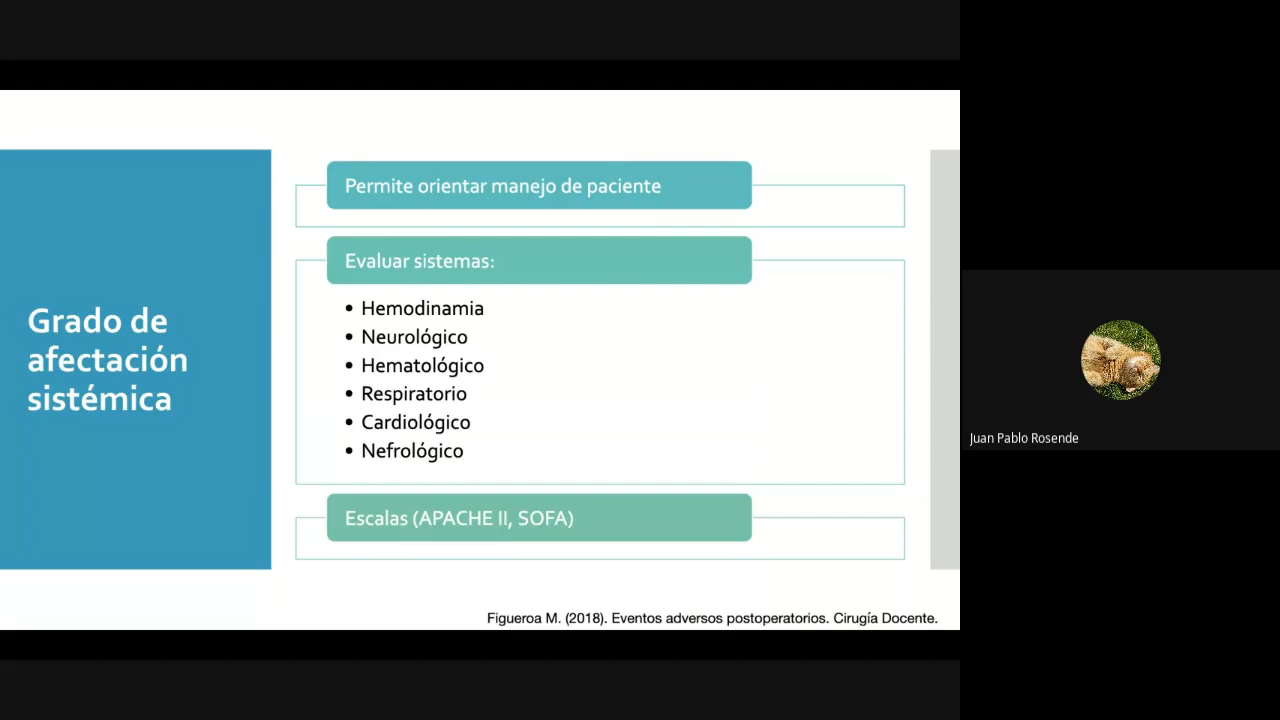 Grado de
afectación
sistémica
Permite orientar manejo de paciente
Evaluar sistemas:
• Hemodinamia
• Neurológico
• Hematológico
• Respiratorio
• Cardiológico
• Nefrológico
Escalas (APACHE II, SOFA)
Figueroa M. (2018). Eventos adversos postoperatorios. Cirugía Docente.
Juan Pablo Rosende